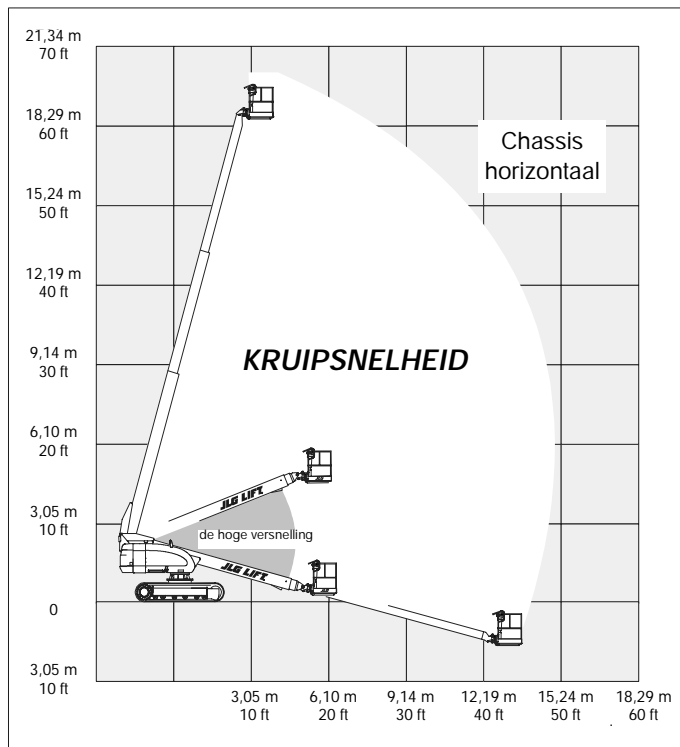 21,34 m
70 ft
18,29 m
60 ft
Chassis
horizontaal
15,24 m
50 ft
12,19 m
40 ft
9,14 m
30 ft
KRUIPSNELHEID
6,10 m
20 ft
JLG LIFT
3,05 m
10 ft
de hoge versnelling
JLG LIFT
0
3,05 m
10 ft
3,05 m 6,10 m 9,14 m 12,19 m 15,24 m 18,29 m
10 ft 20 ft 30 ft 40 ft 50 ft 60 ft